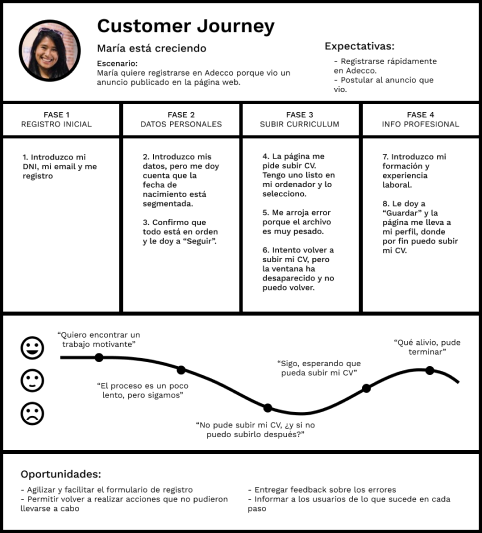 Customer Journey
María está creciendo
Escenario:
María quiere registrarse en Adecco porque vio un
anuncio publicado en la página web.
Expectativas:
- Registrarse rápidamente
en Adecco.
- Postular al anuncio que
vio.
FASE 1
REGISTRO INICIAL
FASE 2
DATOS PERSONALES
FASE 3
SUBIR CURRICULUM
FASE 4
INFO PROFESIONAL
1. Introduzco mi
DNI, mi email y me
registro
2. Introduzco mis
datos, pero me doy
cuenta que la
fecha de
nacimiento está
segmentada.
3. Confirmo que
todo está en orden
y le doy a “Seguir”.
4. La página me
pide subir CV.
Tengo uno listo en
mi ordenador y lo
selecciono.
5. Me arroja error
porque el archivo
es muy pesado.
6. Intento volver a
subir mi CV, pero
la ventana ha
desaparecido y no
puedo volver.
7. Introduzco mi
formación y
experiencia
laboral.
8. Le doy a
“Guardar” y la
página me lleva a
mi perfil, donde
por fin puedo subir
mi CV.
“Quiero encontrar un
trabajo motivante”
“El proceso es un poco
lento, pero sigamos”
“No pude subir mi CV, ¿y si no
puedo subirlo después?”
“Sigo, esperando que
pueda subir mi CV”
“Qué alivio, pude
terminar”
Oportunidades:
- Agilizar y facilitar el formulario de registro
- Permitir volver a realizar acciones que no pudieron
llevarse a cabo
- Entregar feedback sobre los errores
- Informar a los usuarios de lo que sucede en cada
paso